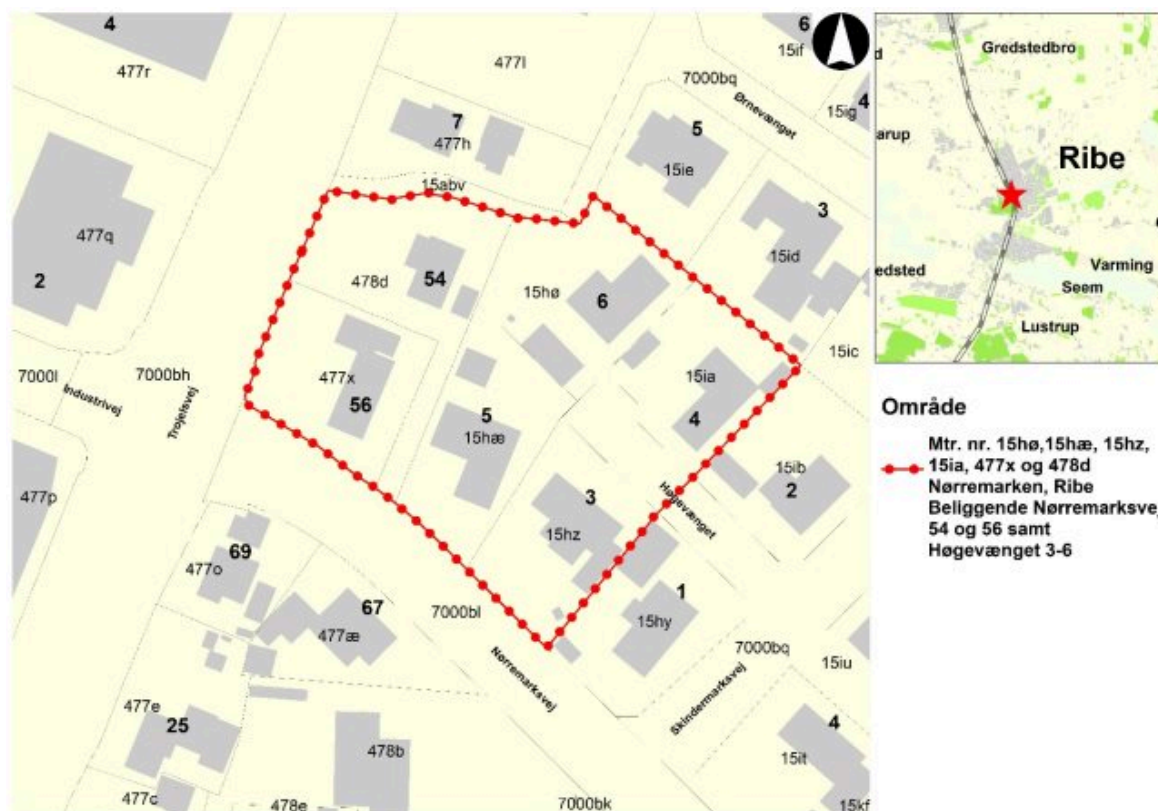 4
477r
477l
6
15if
7000bq
Ørnevænget
15ig
4
7
477h
5
15ie
15abv
3
15id
477q
2
478d
54
15hø
6
15ic
7000l
Industrivej
7000bh
Trojelsvej
477x
56
15ia
4
5
15hæ
15ib
2
3
15hz
Høgevænget
477p
69
477o
67
477æ
7000bl
1
15hy
7000bq
15iu
Nørremarksvej
Skindermarksvej
477e
25
478b
4
15it
477c
478e
7000bk
15kf
Gredstedbro
d
arup
Ribe
edsted
Varming
Seem
Lustrup
Område
Mtr. nr. 15hø,15hæ, 15hz,
15ia, 477x og 478d
Nørremarken, Ribe
Beliggende Nørremarksve
54 og 56 samt
Høgevænget 3-6